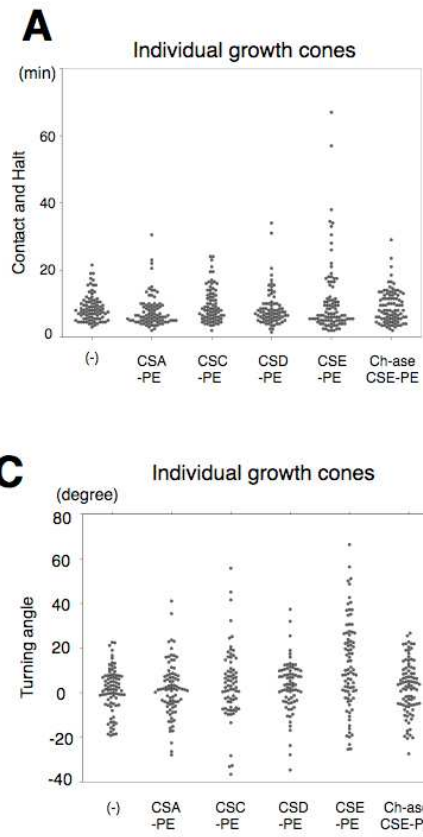 A
Individual growth cones
(min)
Contact and Halt
60
40
20
0
(-) CSA CSC CSD CSE Ch-ase
-PE -PE -PE -PE CSE-PE
C
Individual growth cones
(degree)
Turning angle
80
60
40
20
0
-20
-40
(-) CSA CSC CSD CSE Ch-as
-PE -PE -PE -PE CSE-P